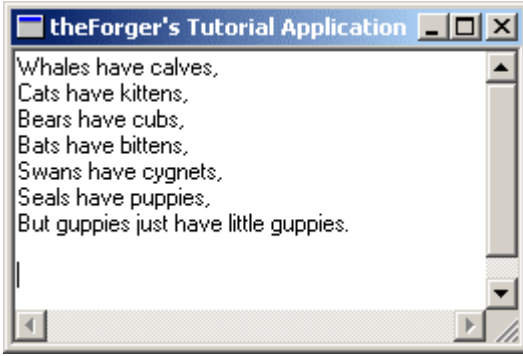 theForger's Tutorial Application
Whales have calves,
Cats have kittens,
Bears have cubs,
Bats have bittens,
Swans have cygnets,
Seals have puppies,
But guppies just have little guppies.